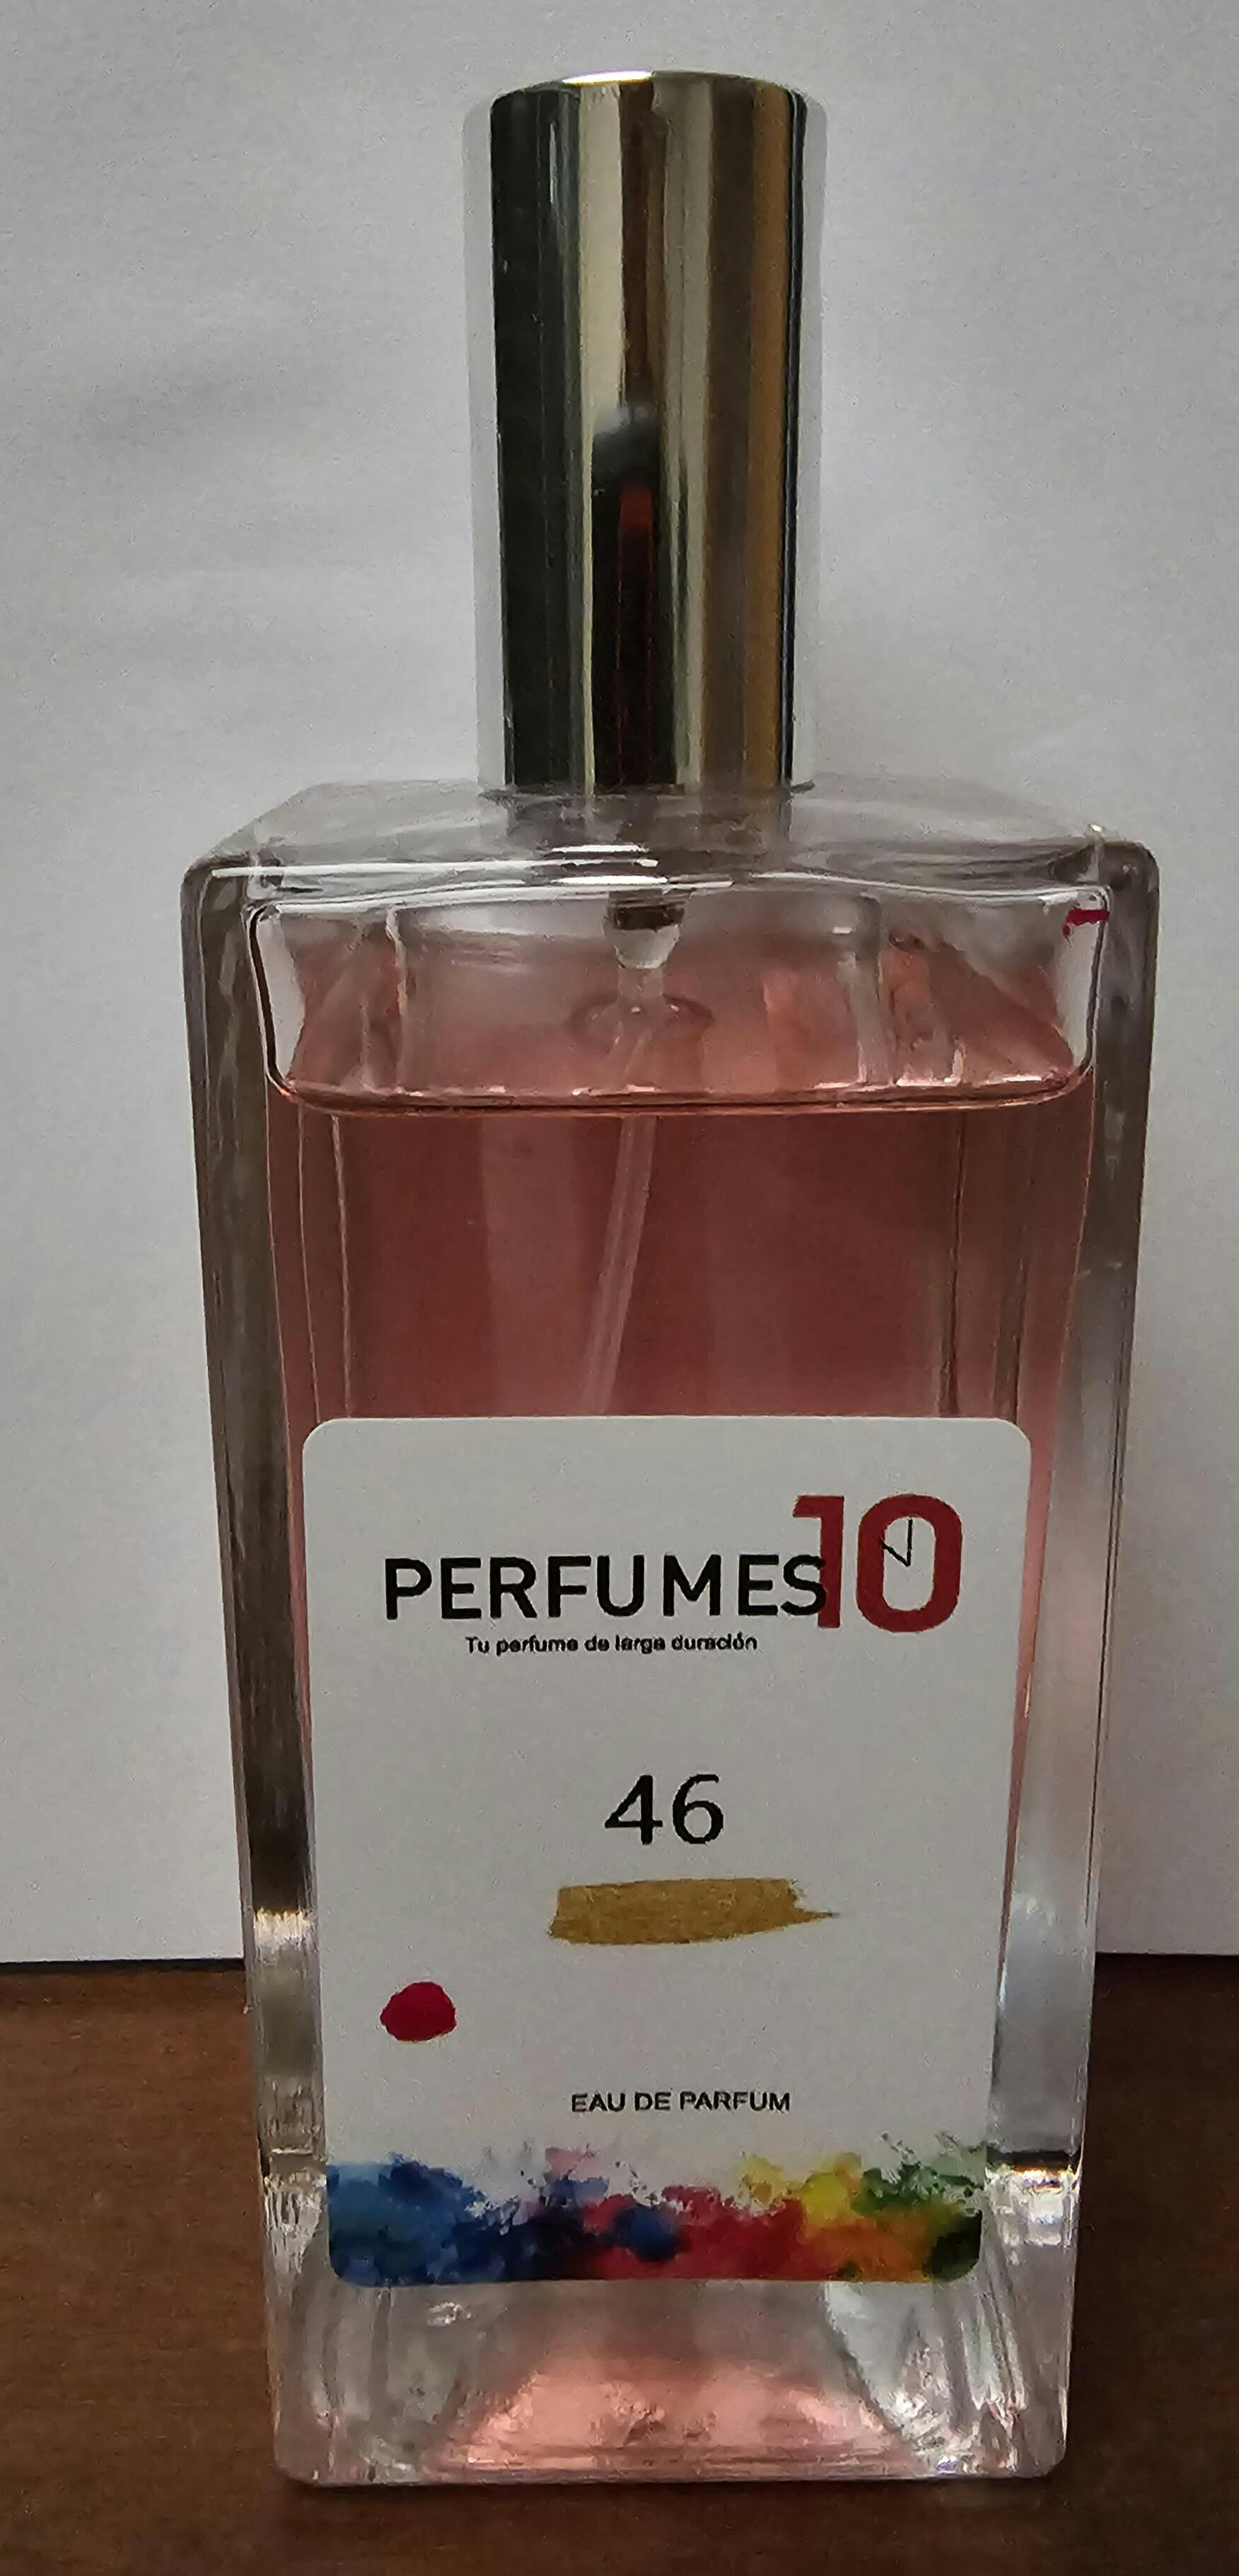 PERFUMES10
Tu perfume de larga duración
46
EAU DE PARFUM